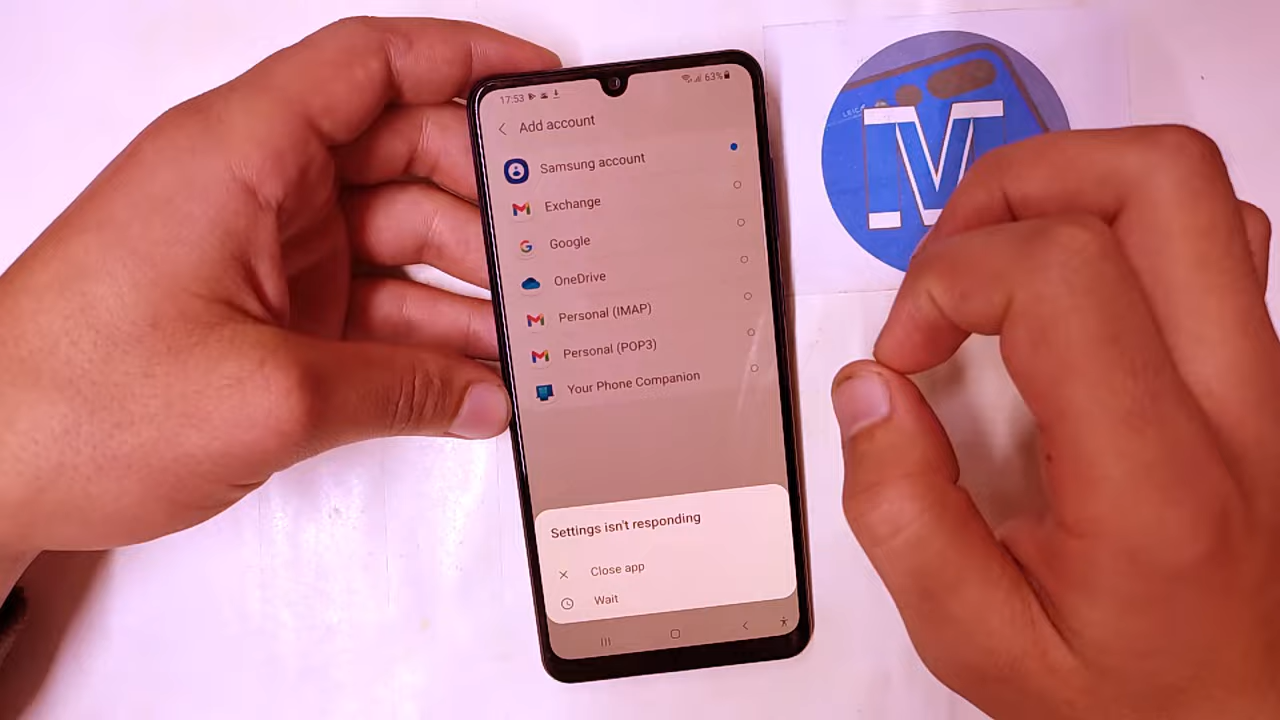 17:53
63%
Add account
Samsung account
Exchange
Google
OneDrive
Personal (IMAP)
Personal (POP3)
Your Phone Companion
Settings isn't responding
Close app
Wait
LEICA
M